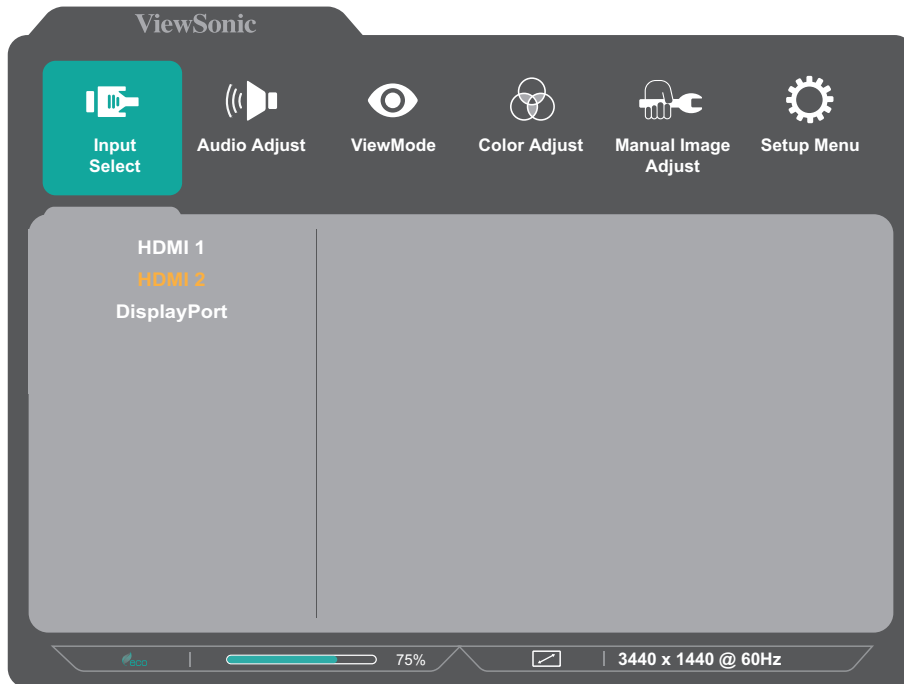 ViewSonic
Input
Select
Audio Adjust
ViewMode
Color Adjust
Manual Image
Adjust
Setup Menu
HDMI 1
HDMI 2
DisplayPort
eco
75%
3440 x 1440 @ 60Hz